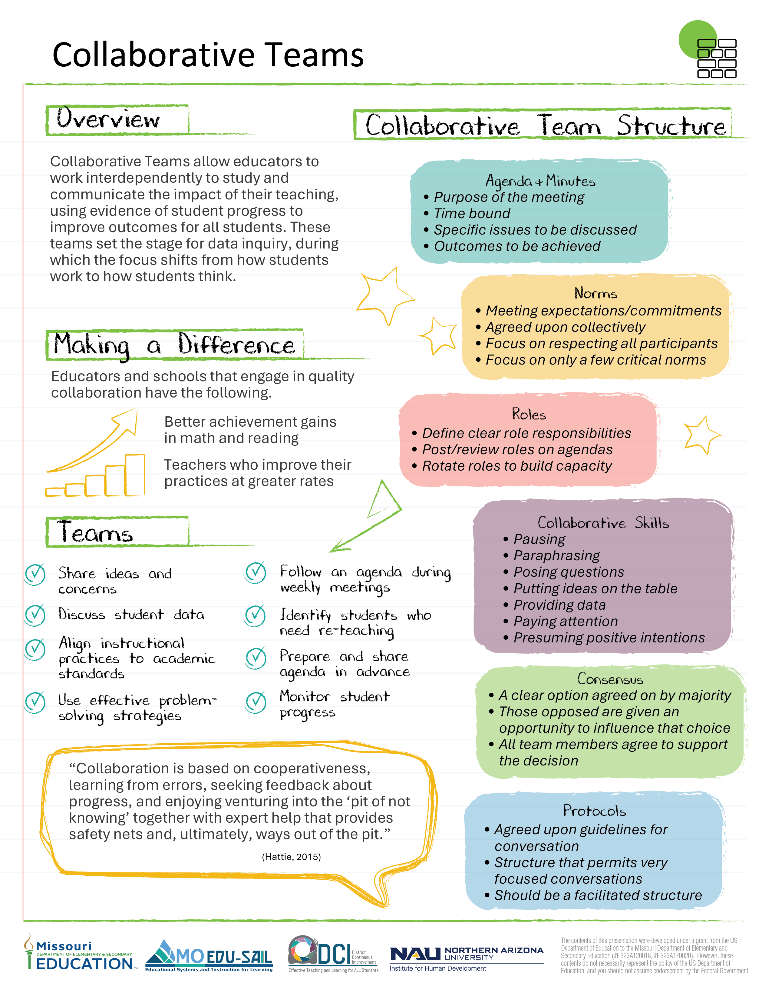 Collaborative Teams
Overview
Collaborative Teams allow educators to
work interdependently to study and
communicate the impact of their teaching,
using evidence of student progress to
improve outcomes for all students. These
teams set the stage for data inquiry, during
which the focus shifts from how students
work to how students think.
Making a Difference
Educators and schools that engage in quality
collaboration have the following.
Better achievement gains
in math and reading
Teachers who improve their
practices at greater rates
Teams
Share ideas and
concerns
Discuss student data
Align instructional
practices to academic
standards
Use effective problem-
solving strategies
Follow an agenda during
weekly meetings
Identify students who
need re-teaching
Prepare and share
agenda in advance
Monitor student
progress
“Collaboration is based on cooperativeness,
learning from errors, seeking feedback about
progress, and enjoying venturing into the ‘pit of not
knowing’ together with expert help that provides
safety nets and, ultimately, ways out of the pit.”
(Hattie, 2015)
Collaborative Team Structure
Agenda + Minutes
• Purpose of the meeting
• Time bound
• Specific issues to be discussed
• Outcomes to be achieved
Norms
• Meeting expectations/commitments
• Agreed upon collectively
• Focus on respecting all participants
• Focus on only a few critical norms
Roles
• Define clear role responsibilities
• Post/review roles on agendas
• Rotate roles to build capacity
Collaborative Skills
• Pausing
• Paraphrasing
• Posing questions
• Putting ideas on the table
• Providing data
• Paying attention
• Presuming positive intentions
Consensus
• A clear option agreed on by majority
• Those opposed are given an
opportunity to influence that choice
• All team members agree to support
the decision
Protocols
• Agreed upon guidelines for
conversation
• Structure that permits very
focused conversations
• Should be a facilitated structure
Missouri
DEPARTMENT OF ELEMENTARY & SECONDARY
EDUCATION™
MO EDU-SAIL
Educational Systems and Instruction for Learning
DCI
District
Continuous
Improvement
Effective Teaching and Learning for ALL Students
NAU NORTHERN ARIZONA
UNIVERSITY
Institute for Human Development
The contents of this presentation were developed under a grant from the US
Department of Education to the Missouri Department of Elementary and
Secondary Education (#H323A120018, #H323A170020). However, these
contents do not necessarily represent the policy of the US Department of
Education, and you should not assume endorsement by the Federal Government.